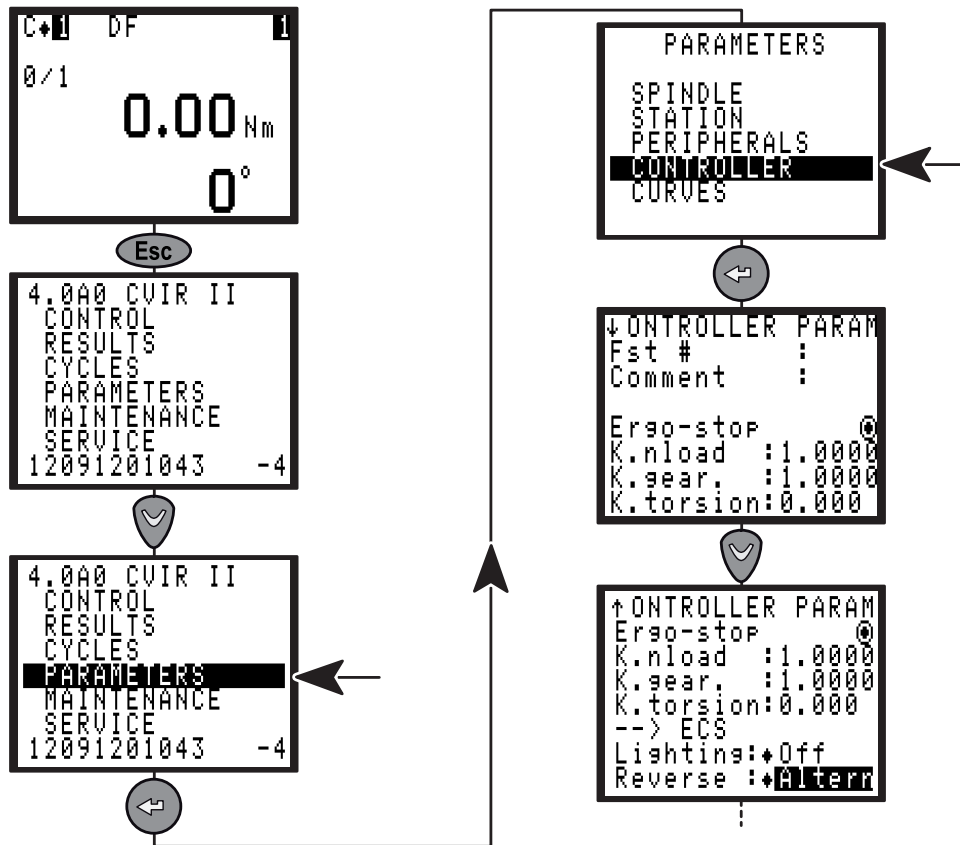 C♦1 DF 1
0/1
0.00 Nm
0°
Esc
4.0A0 CVIR II
CONTROL
RESULTS
CYCLES
PARAMETERS
MAINTENANCE
SERVICE
12091201043 -4
4.0A0 CVIR II
CONTROL
RESULTS
CYCLES
PARAMETERS
MAINTENANCE
SERVICE
12091201043 -4
PARAMETERS
SPINDLE
STATION
PERIPHERALS
CONTROLLER
CURVES
↓ONTROLLER PARAM
Fst # :
Comment :
Ergo-stop
K.nload :1.0000
K.gear. :1.0000
K.torsion:0.000
↑ONTROLLER PARAM
Ergo-stop
K.nload :1.0000
K.gear. :1.0000
K.torsion:0.000
--> ECS
Lighting:♦Off
Reverse :♦Altern